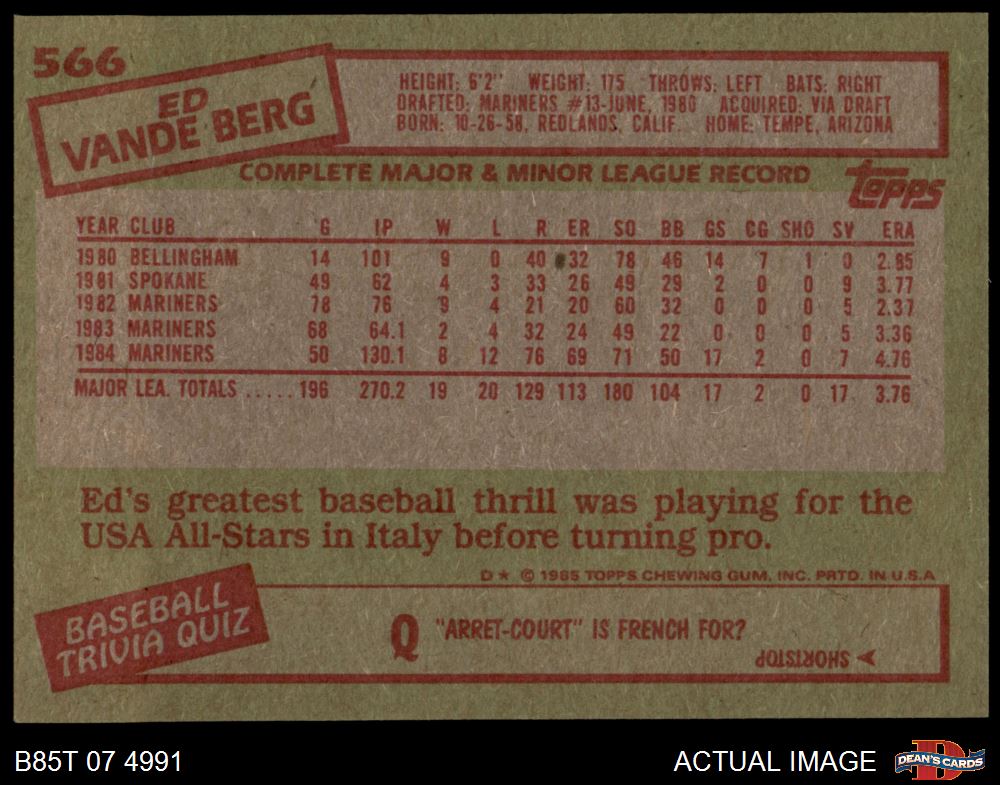 566
ED
VANDE BERG
HEIGHT: 6'2" WEIGHT: 175 THROWS: LEFT BATS: RIGHT
DRAFTED: MARINERS #13-JUNE, 1980 ACQUIRED: VIA DRAFT
BORN: 10-26-58, REDLANDS, CALIF. HOME: TEMPE, ARIZONA
COMPLETE MAJOR & MINOR LEAGUE RECORD
topps
YEAR CLUB G IP W L R ER SO BB GS CG SHO SV ERA
1980 BELLINGHAM 14 101 9 0 40 32 78 46 14 7 1 0 2.85
1981 SPOKANE 49 62 4 3 33 26 49 29 2 0 0 9 3.77
1982 MARINERS 78 76 9 4 21 20 60 32 0 0 0 5 2.37
1983 MARINERS 68 64.1 2 4 32 24 49 22 0 0 0 5 3.36
1984 MARINERS 50 130.1 8 12 76 69 71 50 17 2 0 7 4.76
MAJOR LEA. TOTALS ..... 196 270.2 19 20 129 113 180 104 17 2 0 17 3.76
Ed's greatest baseball thrill was playing for the
USA All-Stars in Italy before turning pro.
D★ © 1985 TOPPS CHEWING GUM, INC. PRTD. IN U.S.A
BASEBALL
TRIVIA QUIZ
Q "ARRET-COURT" IS FRENCH FOR?
SHORTSTOP
B85T 07 4991
ACTUAL IMAGE
D
DEAN'S CARDS